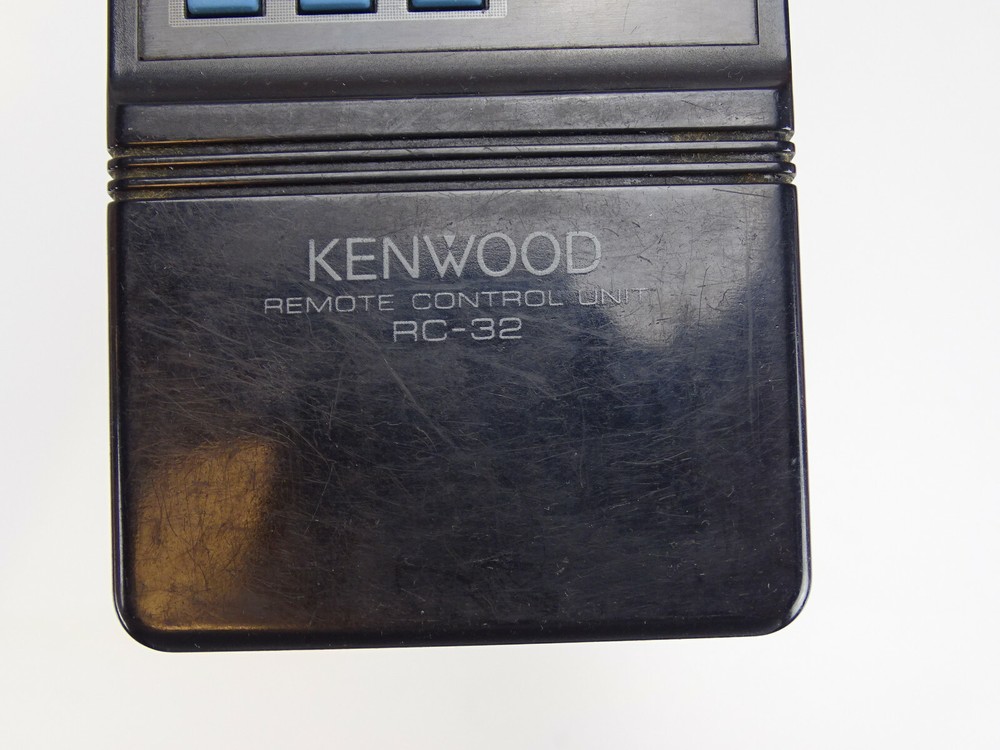 KENWOOD
REMOTE CONTROL UNIT
RC-32